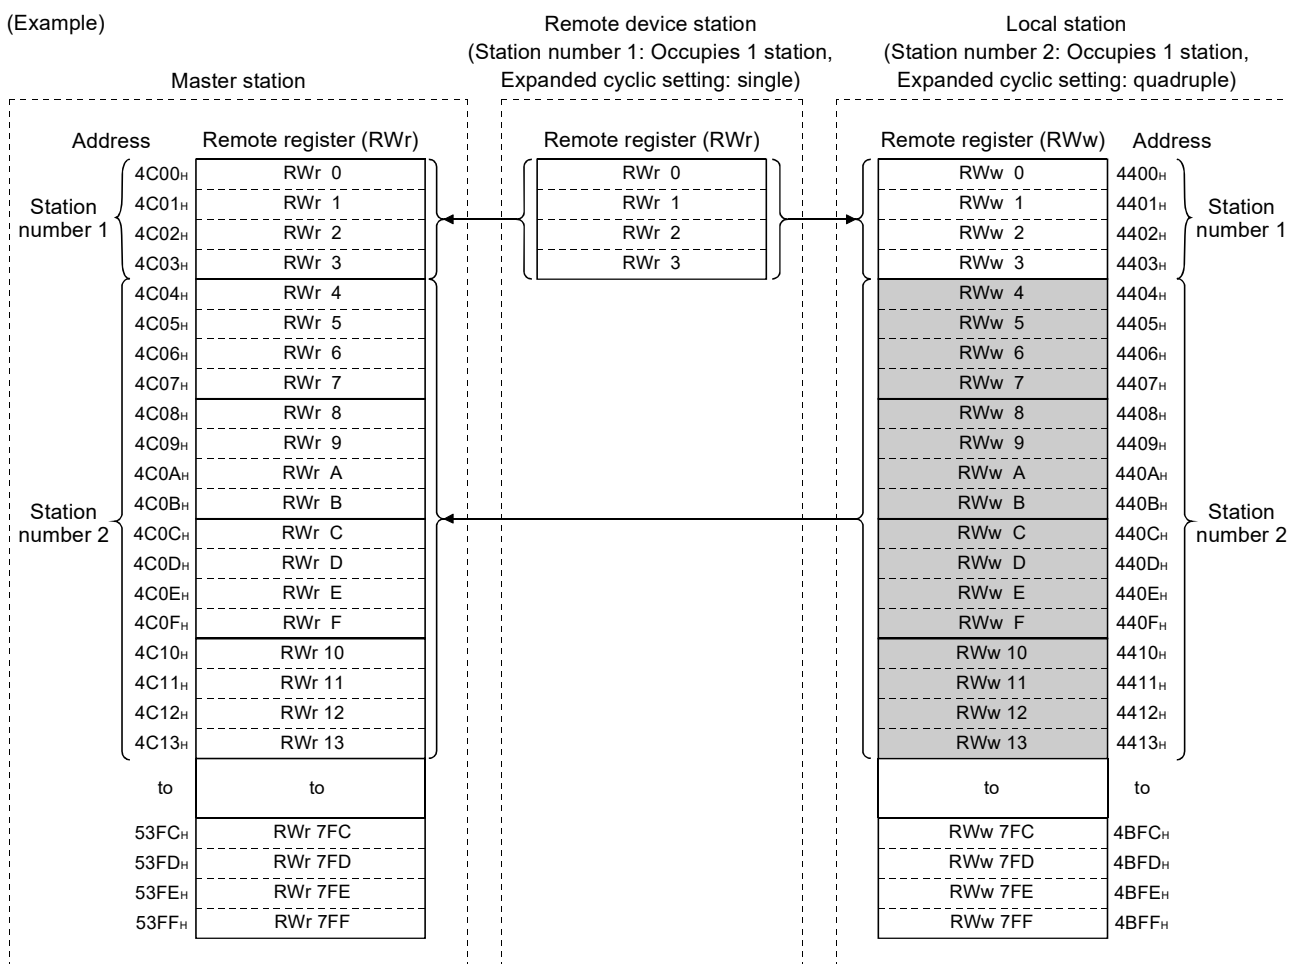 (Example)
Remote device station
(Station number 1: Occupies 1 station,
Expanded cyclic setting: single)
Local station
(Station number 2: Occupies 1 station,
Expanded cyclic setting: quadruple)
Master station
Address Remote register (RWr) Remote register (RWr) Remote register (RWw) Address
4C00H RWr 0 RWr 0 RWw 0 4400H
4C01H RWr 1 RWr 1 RWw 1 4401H
4C02H RWr 2 RWr 2 RWw 2 4402H
4C03H RWr 3 RWr 3 RWw 3 4403H
Station
number 1
Station
number 1
4C04H RWr 4 RWw 4 4404H
4C05H RWr 5 RWw 5 4405H
4C06H RWr 6 RWw 6 4406H
4C07H RWr 7 RWw 7 4407H
4C08H RWr 8 RWw 8 4408H
4C09H RWr 9 RWw 9 4409H
4C0AH RWr A RWw A 440AH
4C0BH RWr B RWw B 440BH
4C0CH RWr C RWw C 440CH
4C0DH RWr D RWw D 440DH
4C0EH RWr E RWw E 440EH
4C0FH RWr F RWw F 440FH
4C10H RWr 10 RWw 10 4410H
4C11H RWr 11 RWw 11 4411H
4C12H RWr 12 RWw 12 4412H
4C13H RWr 13 RWw 13 4413H
Station
number 2
Station
number 2
to to to to
53FCH RWr 7FC RWw 7FC 4BFCH
53FDH RWr 7FD RWw 7FD 4BFDH
53FEH RWr 7FE RWw 7FE 4BFEH
53FFH RWr 7FF RWw 7FF 4BFFH